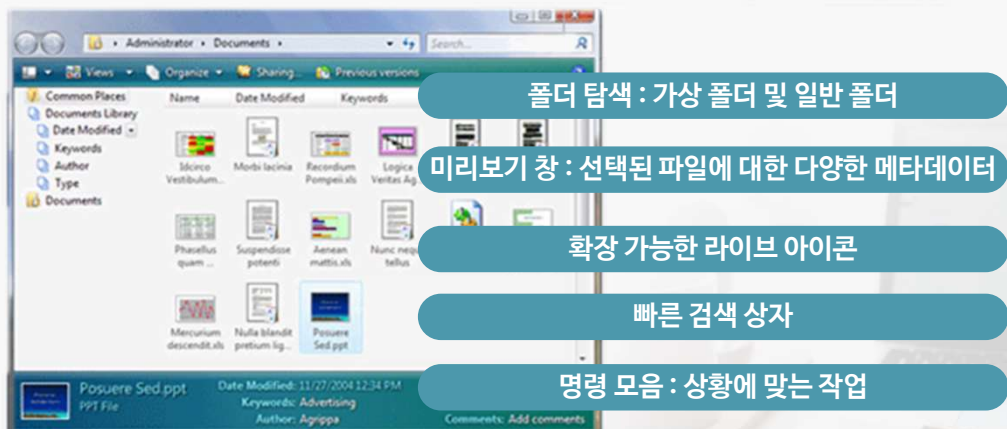 Administrator Documents
Search...
Views Organize Sharing... Previous versions
Common Places
Documents Library
Date Modified
Keywords
Author
Type
Documents
Name Date Modified Keywords
Idcirco Vestibulum...
Morbi lacinia
Recordium Pompeii.xls
Logica Veritas Ag
Phasellus quam ...
Suspendisse potenti
Aenean mattis.xls
Nunc nequ tellus
Mercurium descendit.xls
Nulla blandit pretium lig...
Posuere Sed.ppt
Posuere Sed.ppt
PPT File
Date Modified: 11/27/2004 12:34 PM
Keywords: Advertising
Author: Agrippa
Comments: Add comments
폴더 탐색 : 가상 폴더 및 일반 폴더
미리보기 창 : 선택된 파일에 대한 다양한 메타데이터
확장 가능한 라이브 아이콘
빠른 검색 상자
명령 모음 : 상황에 맞는 작업